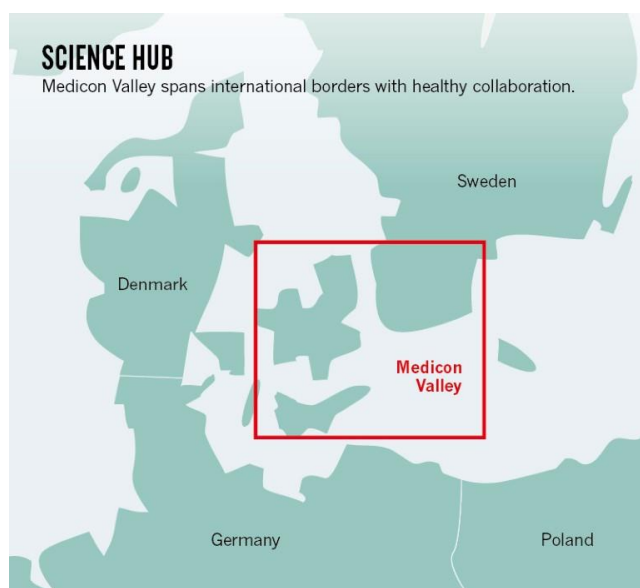 SCIENCE HUB
Medicon Valley spans international borders with healthy collaboration.
Sweden
Denmark
Medicon
Valley
Germany
Poland